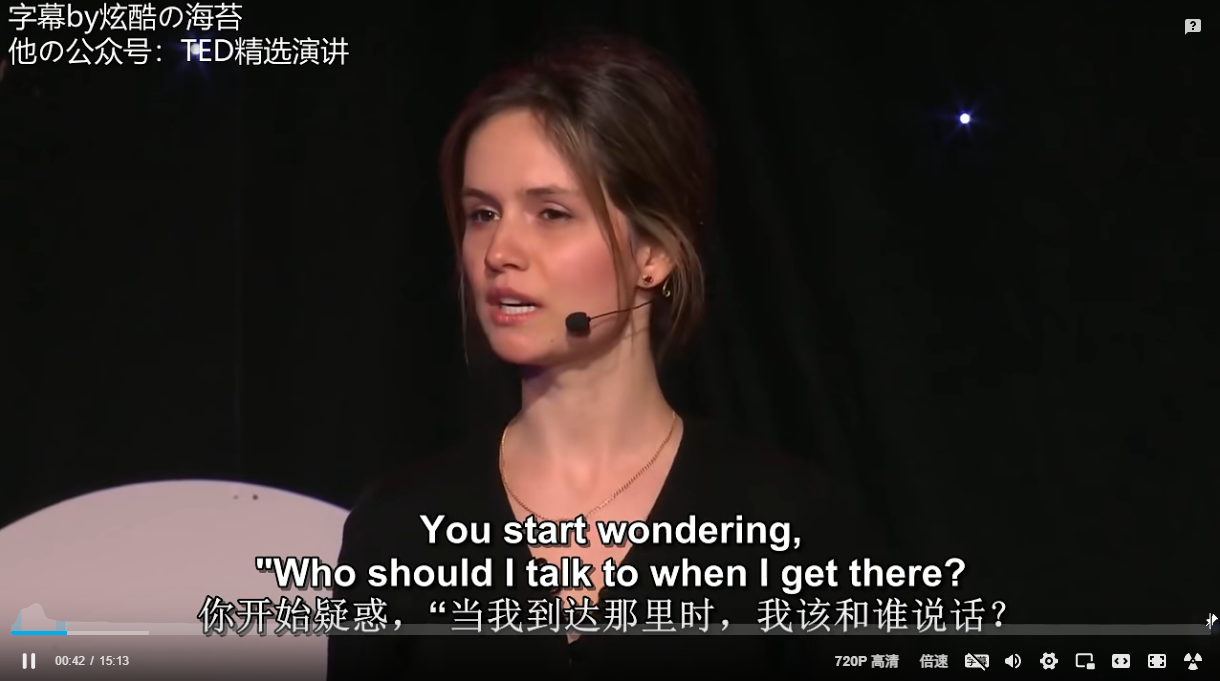 字幕by炫酷の海苔
他の公众号：TED精选演讲
?
You start wondering,
"Who should I talk to when I get there?
你开始疑惑，“当我到达那里时，我该和谁说话？
00:42 / 15:13
720P 高清
倍速
字幕